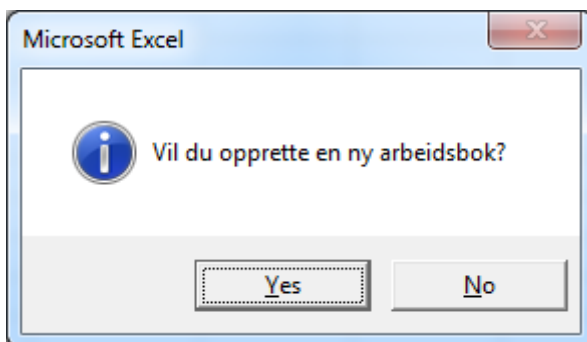 Microsoft Excel
Vil du opprette en ny arbeidsbok?
Yes
No